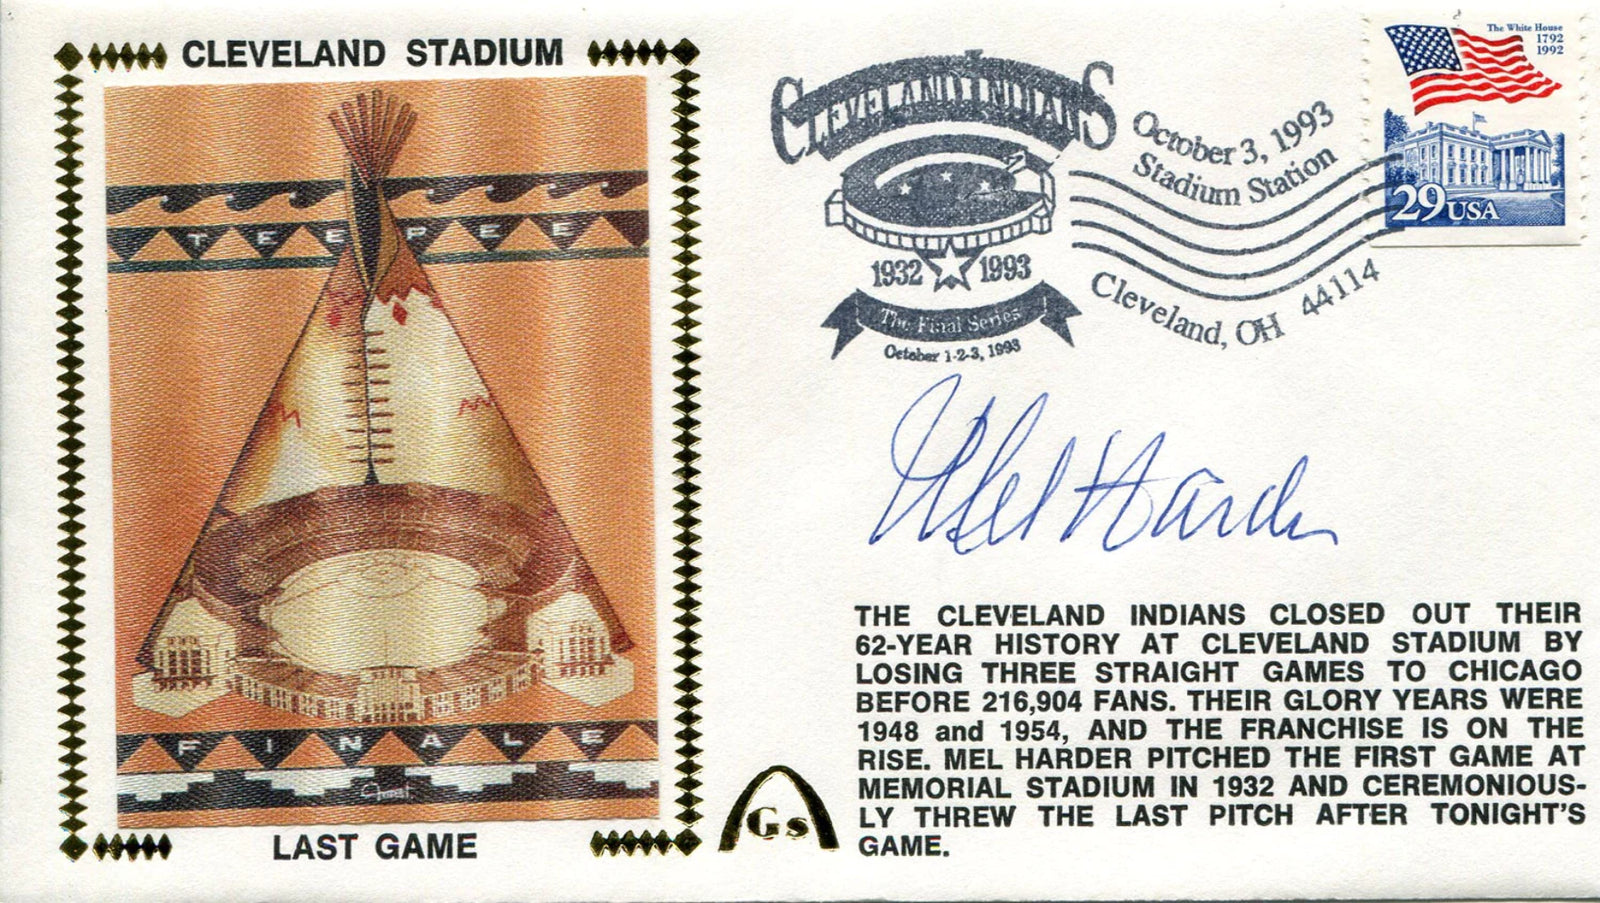 CLEVELAND STADIUM
TEEPEE
FINALE
LAST GAME
Gs
CLEVELAND INDIANS
1932 1993
The Final Series
October 1-2-3, 1993
October 3, 1993
Stadium Station
Cleveland, OH 44114
The White House
1792
1992
29USA
Mel Harder
THE CLEVELAND INDIANS CLOSED OUT THEIR
62-YEAR HISTORY AT CLEVELAND STADIUM BY
LOSING THREE STRAIGHT GAMES TO CHICAGO
BEFORE 216,904 FANS. THEIR GLORY YEARS WERE
1948 and 1954, AND THE FRANCHISE IS ON THE
RISE. MEL HARDER PITCHED THE FIRST GAME AT
MEMORIAL STADIUM IN 1932 AND CEREMONIOUS-
LY THREW THE LAST PITCH AFTER TONIGHT'S
GAME.